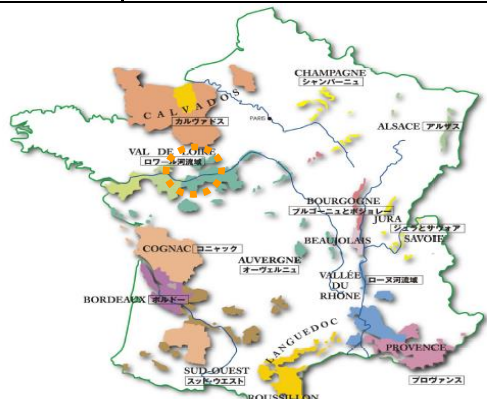 CHAMPAGNE
シャンパーニュ
CALVADOS
カルヴァドス
PARIS
ALSACE アルザス
VAL DE LOIRE
ロワール河流域
BOURGOGNE
ブルゴーニュとボジョレー
JURA
ジュラとサヴォア
SAVOIE
BEAUJOLAIS
COGNAC コニャック
AUVERGNE
オーヴェルニュ
VALLÉE
DU
RHÔNE
ローヌ河流域
BORDEAUX ボルドー
LANGUEDOC
PROVENCE
プロヴァンス
SUD-OUEST
スッド・ウエスト
ROUSSILLON